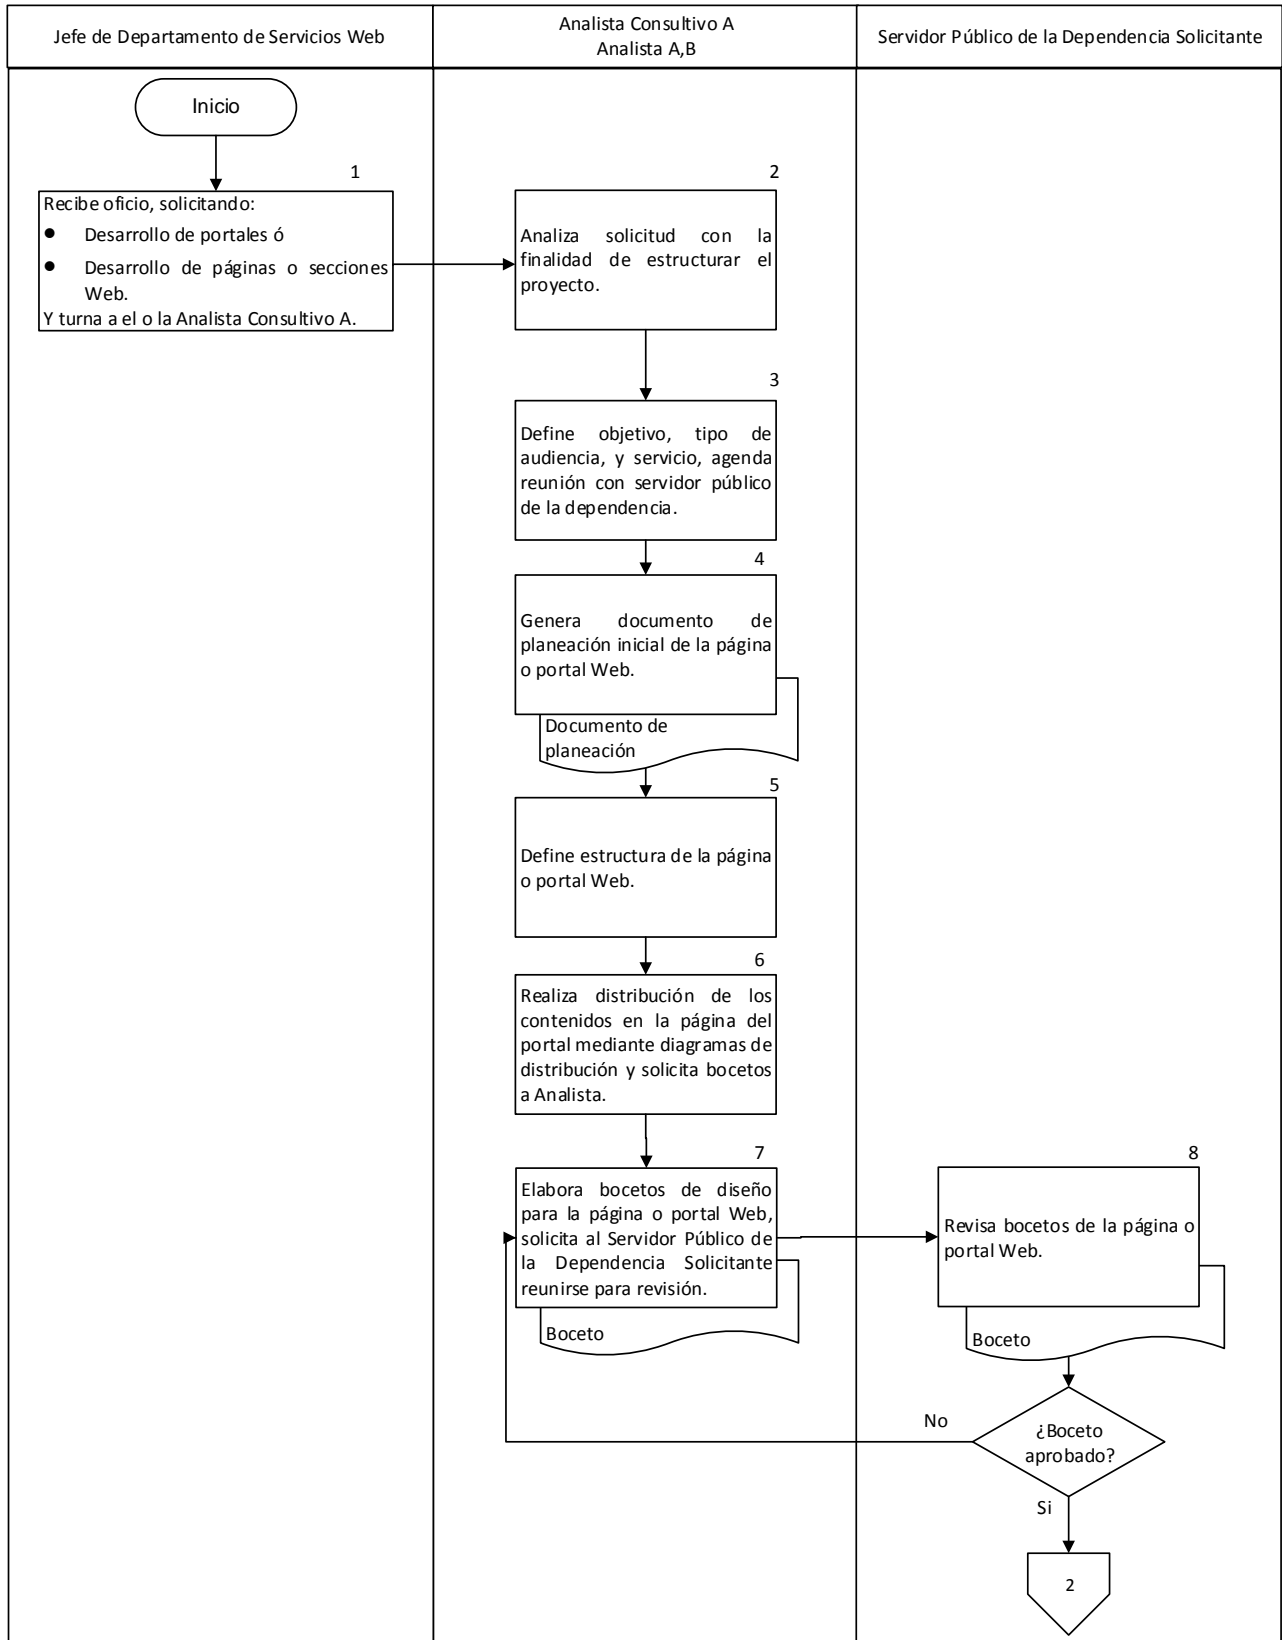 Jefe de Departamento de Servicios Web
Analista Consultivo A
Analista A,B
Servidor Público de la Dependencia Solicitante
Inicio
1
Recibe oficio, solicitando:
● Desarrollo de portales ó
● Desarrollo de páginas o secciones
Web.
Y turna a el o la Analista Consultivo A.
2
Analiza solicitud con la
finalidad de estructurar el
proyecto.
3
Define objetivo, tipo de
audiencia, y servicio, agenda
reunión con servidor público
de la dependencia.
4
Genera documento de
planeación inicial de la página
o portal Web.
Documento de
planeación
5
Define estructura de la página
o portal Web.
6
Realiza distribución de los
contenidos en la página del
portal mediante diagramas de
distribución y solicita bocetos
a Analista.
7
Elabora bocetos de diseño
para la página o portal Web,
solicita al Servidor Público de
la Dependencia Solicitante
reunirse para revisión.
Boceto
8
Revisa bocetos de la página o
portal Web.
Boceto
¿Boceto
aprobado?
No
Si
2